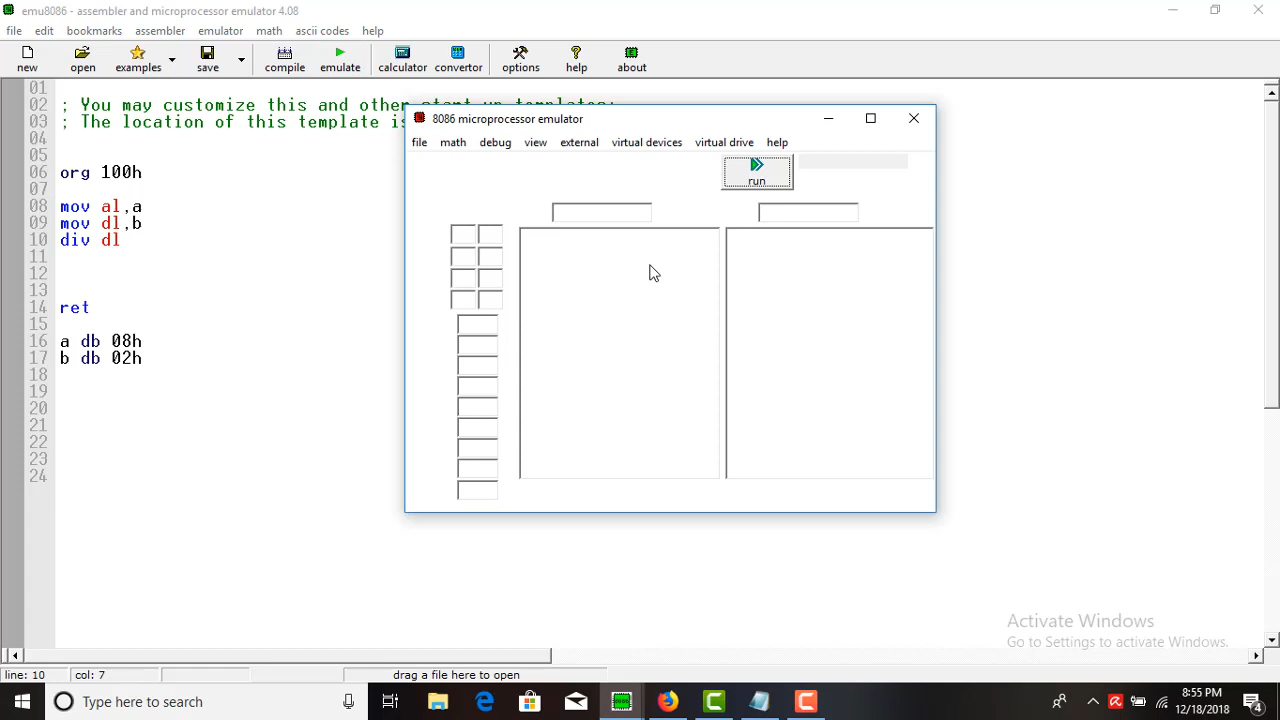 emu8086 - assembler and microprocessor emulator 4.08
file edit bookmarks assembler emulator math ascii codes help
new open examples save compile emulate calculator convertor options help about
01
02 ; You may customize this and other start-up templates;
03 ; The location of this template is
04
05
06 org 100h
07
08 mov al,a
09 mov dl,b
10 div dl
11
12
13
14 ret
15
16 a db 08h
17 b db 02h
18
19
20
21
22
23
24
8086 microprocessor emulator
file math debug view external virtual devices virtual drive help
run
Activate Windows
Go to Settings to activate Windows.
line: 10 col: 7 drag a file here to open
Type here to search
8:55 PM
12/18/2018
4